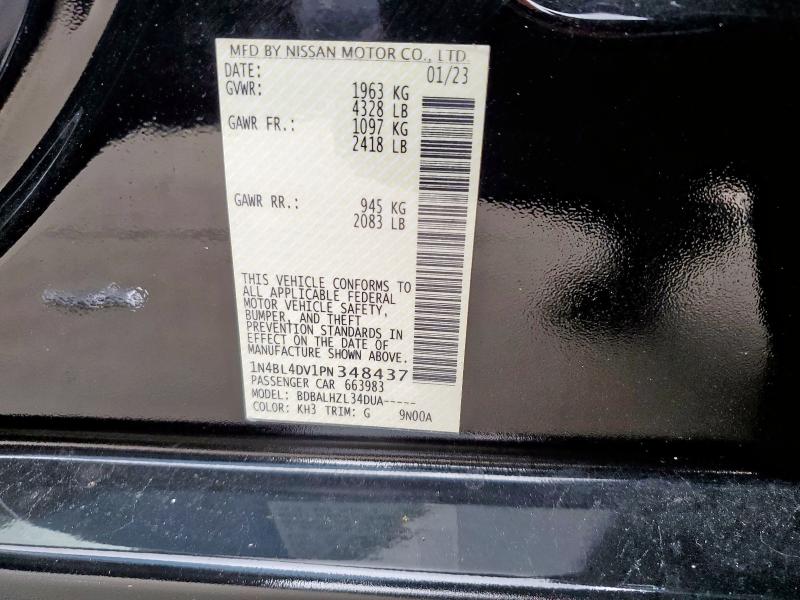 MFD BY NISSAN MOTOR CO., LTD.
DATE: 01/23
GVWR: 1963 KG
4328 LB
GAWR FR.: 1097 KG
2418 LB
GAWR RR.: 945 KG
2083 LB
THIS VEHICLE CONFORMS TO
ALL APPLICABLE FEDERAL
MOTOR VEHICLE SAFETY,
BUMPER, AND THEFT
PREVENTION STANDARDS IN
EFFECT ON THE DATE OF
MANUFACTURE SHOWN ABOVE.
1N4BL4DV1PN348437
PASSENGER CAR 663983
MODEL: BDBALHZL34DUA-----
COLOR: KH3 TRIM: G 9N00A